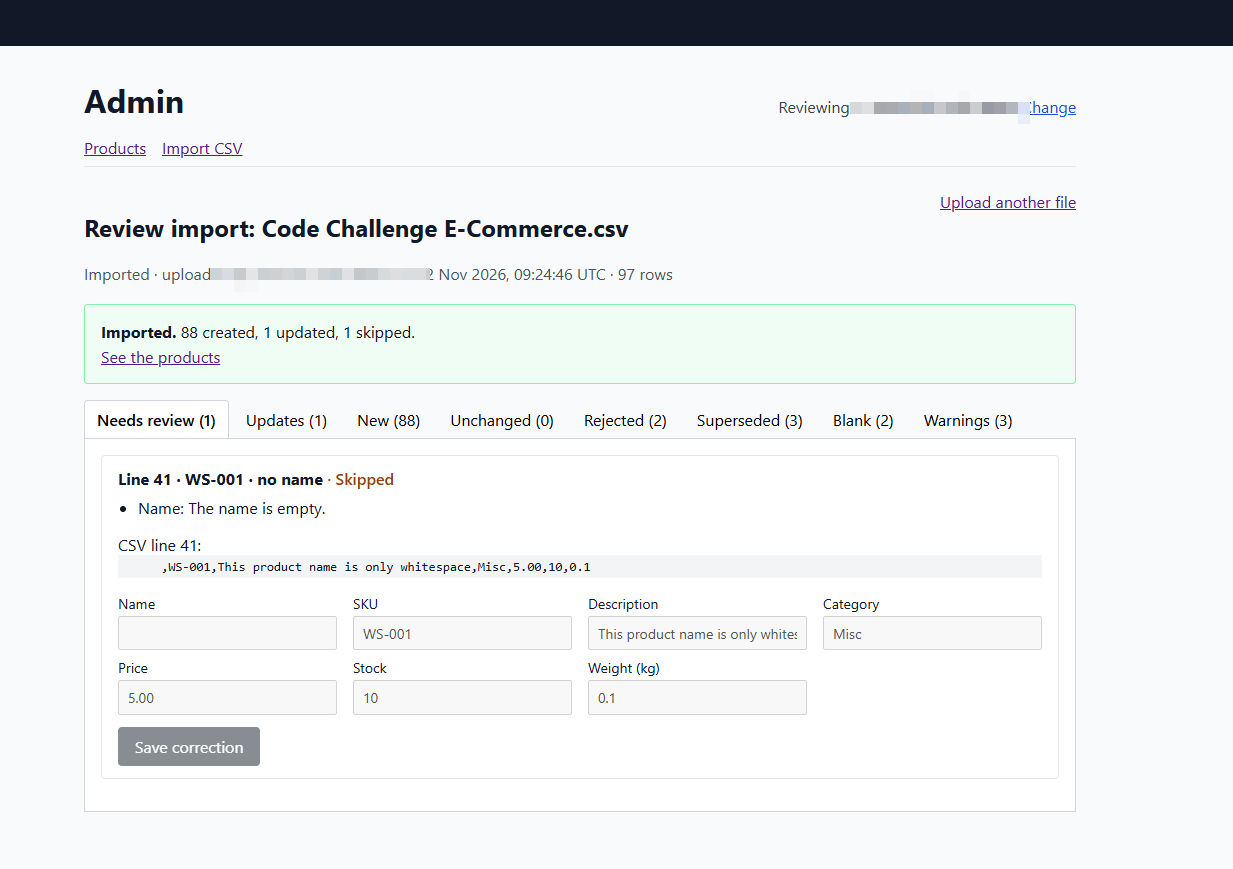 Admin
Reviewing hange
Products Import CSV
Upload another file
Review import: Code Challenge E-Commerce.csv
Imported · upload 2 Nov 2026, 09:24:46 UTC · 97 rows
Imported. 88 created, 1 updated, 1 skipped.
See the products
Needs review (1) Updates (1) New (88) Unchanged (0) Rejected (2) Superseded (3) Blank (2) Warnings (3)
Line 41 · WS-001 · no name · Skipped
• Name: The name is empty.
CSV line 41:
,WS-001,This product name is only whitespace,Misc,5.00,10,0.1
Name SKU Description Category
WS-001 This product name is only whites Misc
Price Stock Weight (kg)
5.00 10 0.1
Save correction